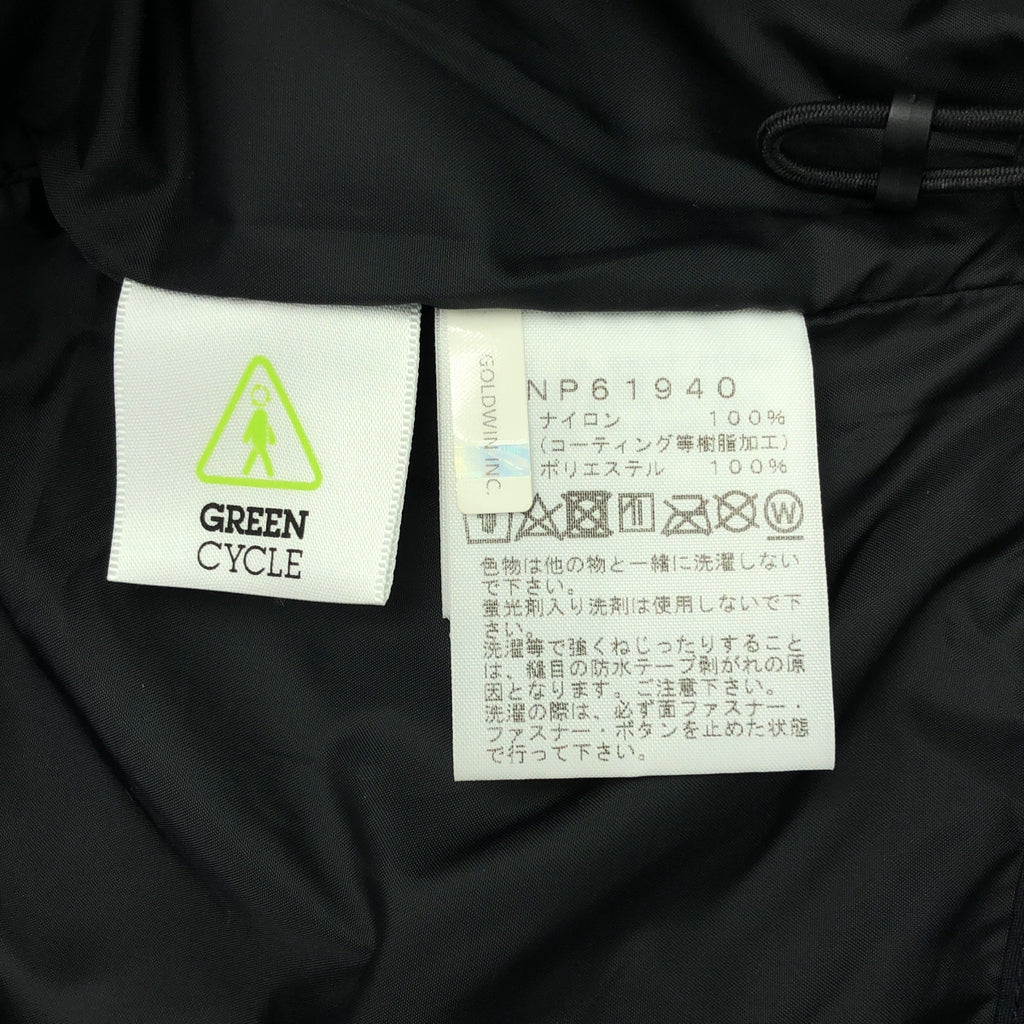 GREEN
CYCLE
GOLDWIN INC.
NP61940
ナイロン 100%
(コーティング等樹脂加工)
ポリエステル 100%
W
色物は他の物と一緒に洗濯しない
で下さい。
蛍光剤入り洗剤は使用しないで下
さい。
洗濯等で強くねじったりすること
は、縫目の防水テープ剥がれの原
因となります。ご注意下さい。
洗濯の際は、必ず面ファスナー・
ファスナー・ボタンを止めた状態
で行って下さい。